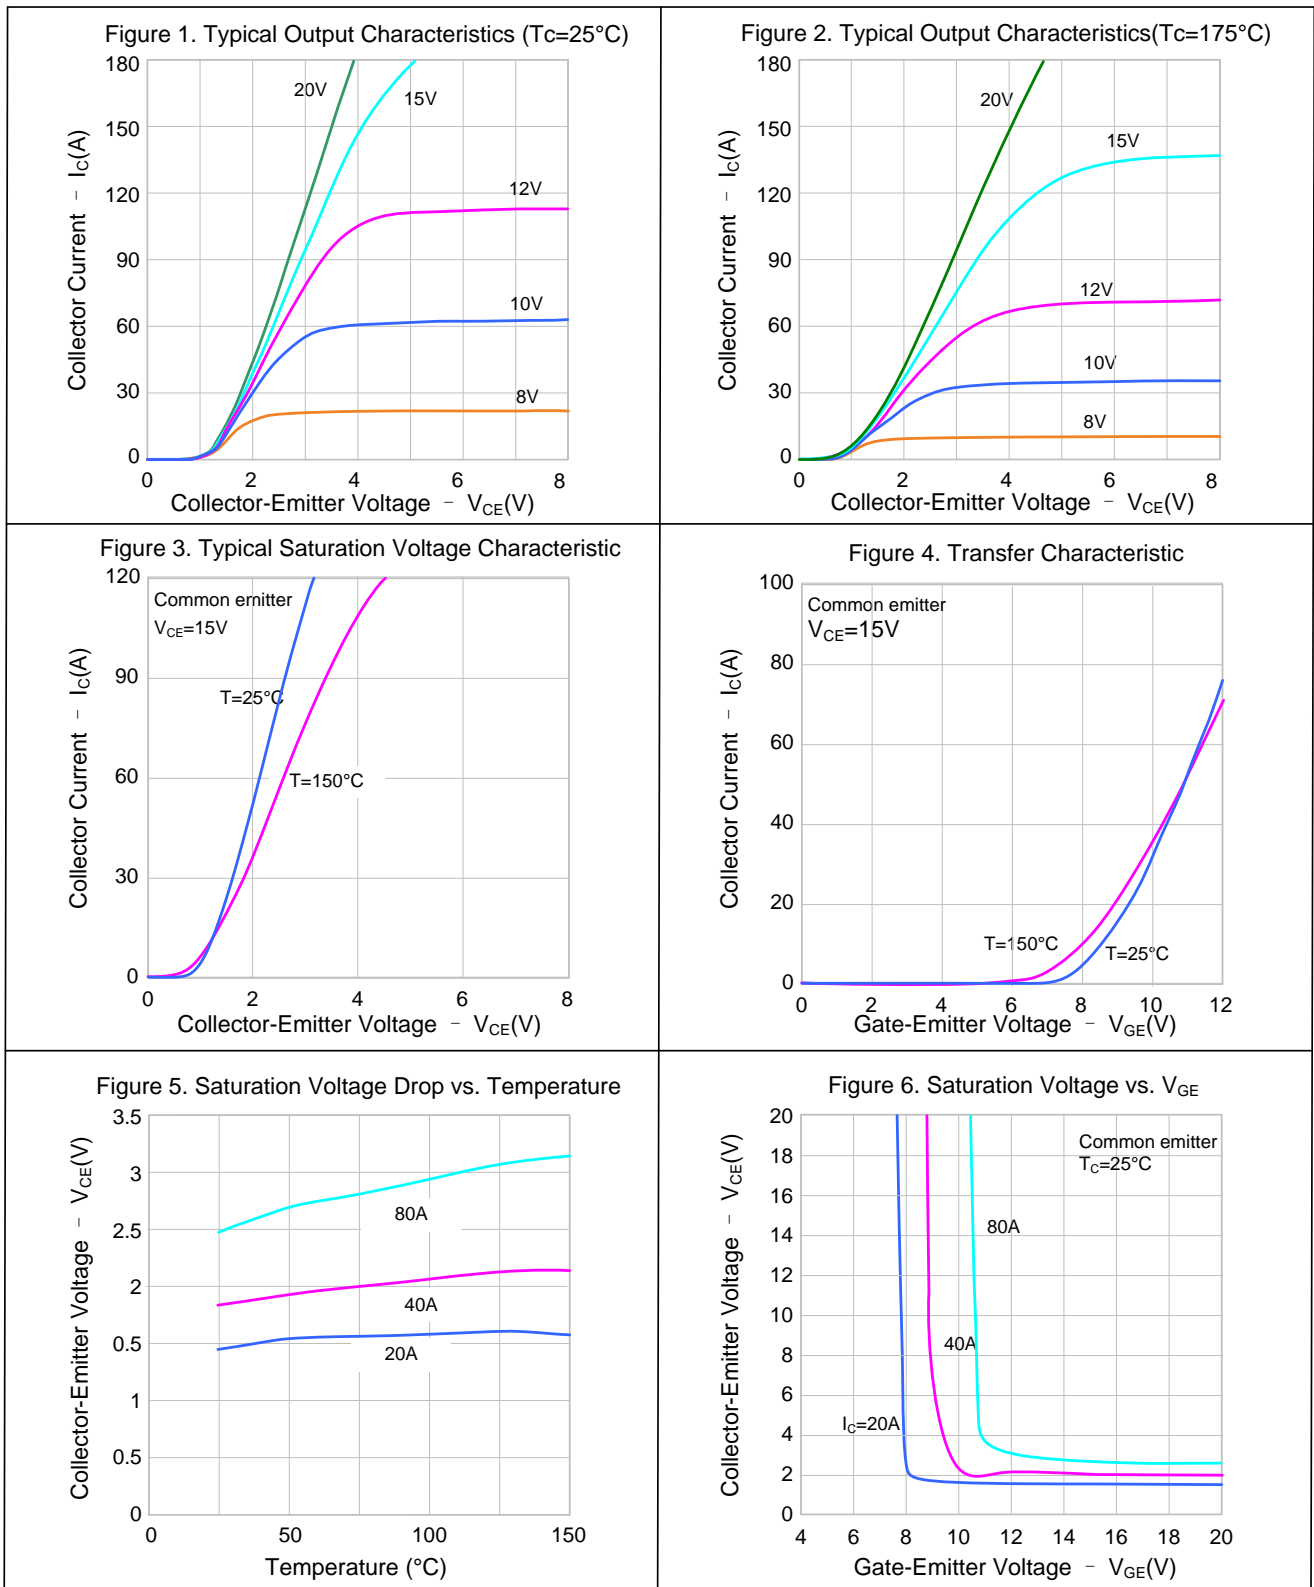 Figure 1. Typical Output Characteristics (Tc=25°C)
180
150
120
90
60
30
0
Collector Current － IC(A)
20V
15V
12V
10V
8V
0 2 4 6 8
Collector-Emitter Voltage － VCE(V)
Figure 2. Typical Output Characteristics(Tc=175°C)
180
150
120
90
60
30
0
Collector Current － IC(A)
20V
15V
12V
10V
8V
0 2 4 6 8
Collector-Emitter Voltage － VCE(V)
Figure 3. Typical Saturation Voltage Characteristic
120
90
60
30
0
Collector Current － IC(A)
Common emitter
VCE=15V
T=25°C
T=150°C
0 2 4 6 8
Collector-Emitter Voltage － VCE(V)
Figure 4. Transfer Characteristic
100
80
60
40
20
0
Collector Current － IC(A)
Common emitter
VCE=15V
T=150°C
T=25°C
0 2 4 6 8 10 12
Gate-Emitter Voltage － VGE(V)
Figure 5. Saturation Voltage Drop vs. Temperature
3.5
3
2.5
2
0.5
1
0.5
0
Collector-Emitter Voltage － VCE(V)
80A
40A
20A
0 50 100 150
Temperature (°C)
Figure 6. Saturation Voltage vs. VGE
20
18
16
14
12
10
8
6
4
2
0
Collector-Emitter Voltage － VCE(V)
Common emitter
TC=25°C
80A
40A
IC=20A
4 6 8 10 12 14 16 18 20
Gate-Emitter Voltage － VGE(V)